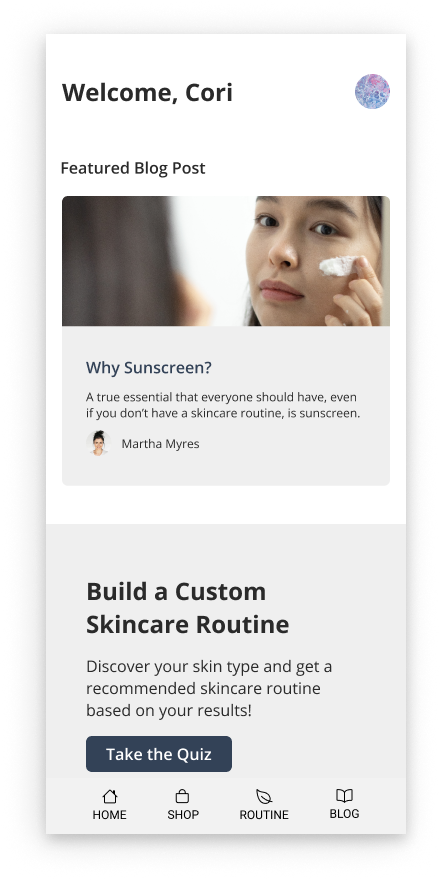 Welcome, Cori
Featured Blog Post
Why Sunscreen?
A true essential that everyone should have, even
if you don’t have a skincare routine, is sunscreen.
Martha Myres
Build a Custom
Skincare Routine
Discover your skin type and get a
recommended skincare routine
based on your results!
Take the Quiz
HOME
SHOP
ROUTINE
BLOG